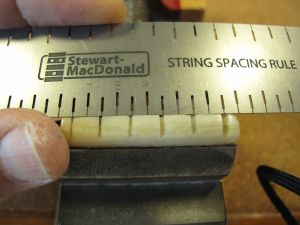 Stewart-
MacDonald
STRING SPACING RULE